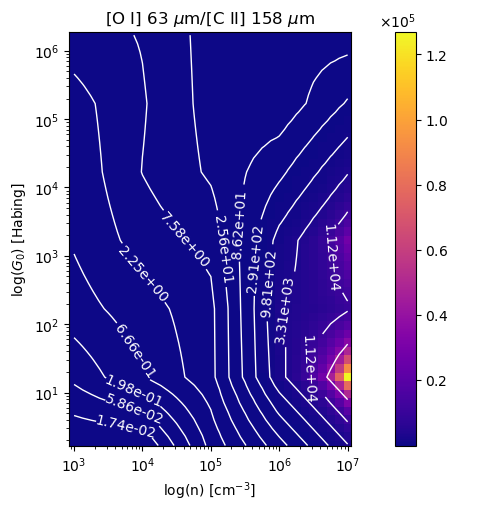 [O I] 63 μm/[C II] 158 μm
×10⁵
10⁶
10⁵
10⁴
10³
10²
10¹
log(G₀) [Habing]
7.58e+00
2.56e+01
8.62e+01
2.91e+02
9.81e+02
3.31e+03
1.12e+04
2.25e+00
6.66e-01
1.12e+04
1.98e-01
5.86e-02
1.74e-02
10³
10⁴
10⁵
10⁶
10⁷
log(n) [cm⁻³]
1.2
1.0
0.8
0.6
0.4
0.2